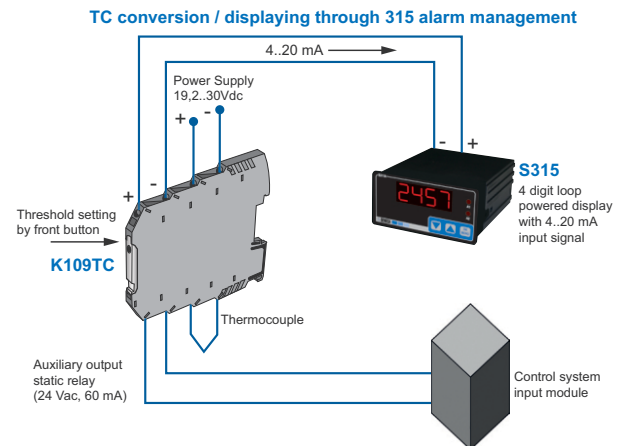 TC conversion / displaying through 315 alarm management
4..20 mA
Power Supply
19,2..30Vdc
+ -
- +
+ -
S315
2457
4 digit loop
powered display
with 4..20 mA
input signal
Threshold setting
by front button
K109TC
Thermocouple
Auxiliary output
static relay
(24 Vac, 60 mA)
Control system
input module